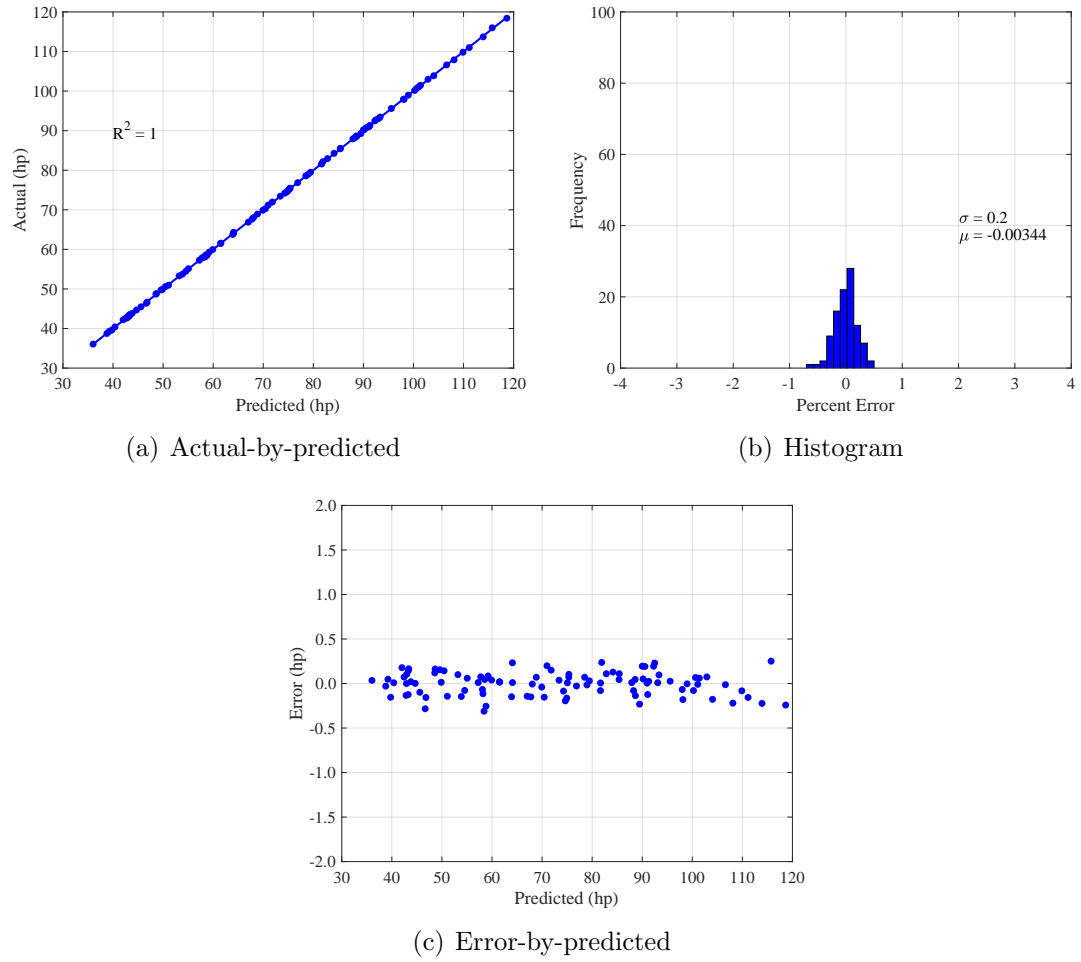 120
110
100
90
80
70
60
50
40
30
Actual (hp)
R² = 1
30 40 50 60 70 80 90 100 110 120
Predicted (hp)
(a) Actual-by-predicted
100
80
60
40
20
0
Frequency
σ = 0.2
μ = -0.00344
-4 -3 -2 -1 0 1 2 3 4
Percent Error
(b) Histogram
2.0
1.5
1.0
0.5
0.0
-0.5
-1.0
-1.5
-2.0
Error (hp)
30 40 50 60 70 80 90 100 110 120
Predicted (hp)
(c) Error-by-predicted